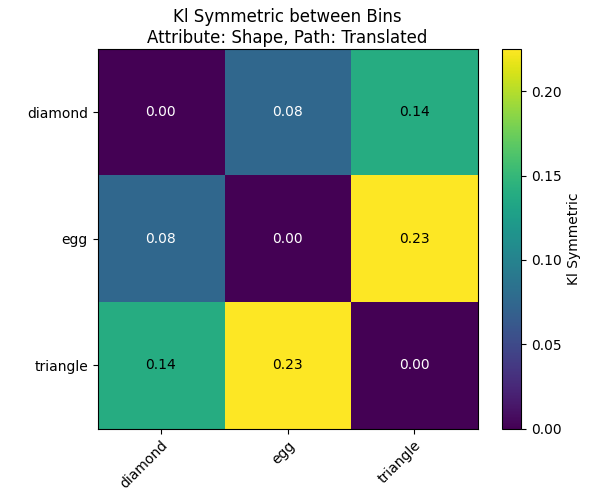 Kl Symmetric between Bins
Attribute: Shape, Path: Translated
diamond
0.00
0.08
0.14
egg
0.08
0.00
0.23
triangle
0.14
0.23
0.00
diamond
egg
triangle
0.20
0.15
0.10
0.05
0.00
Kl Symmetric